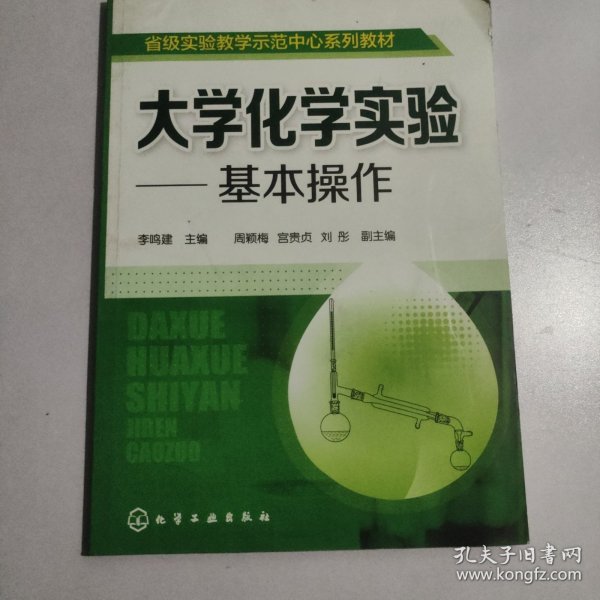 省级实验教学示范中心系列教材
大学化学实验
——基本操作
李鸣建 主编 周颖梅 宫贵贞 刘彤 副主编
DAXUE
HUAXUE
SHIYAN
JIBEN
CAOZUO
化学工业出版社
孔夫子旧书网
www.kongfz.com